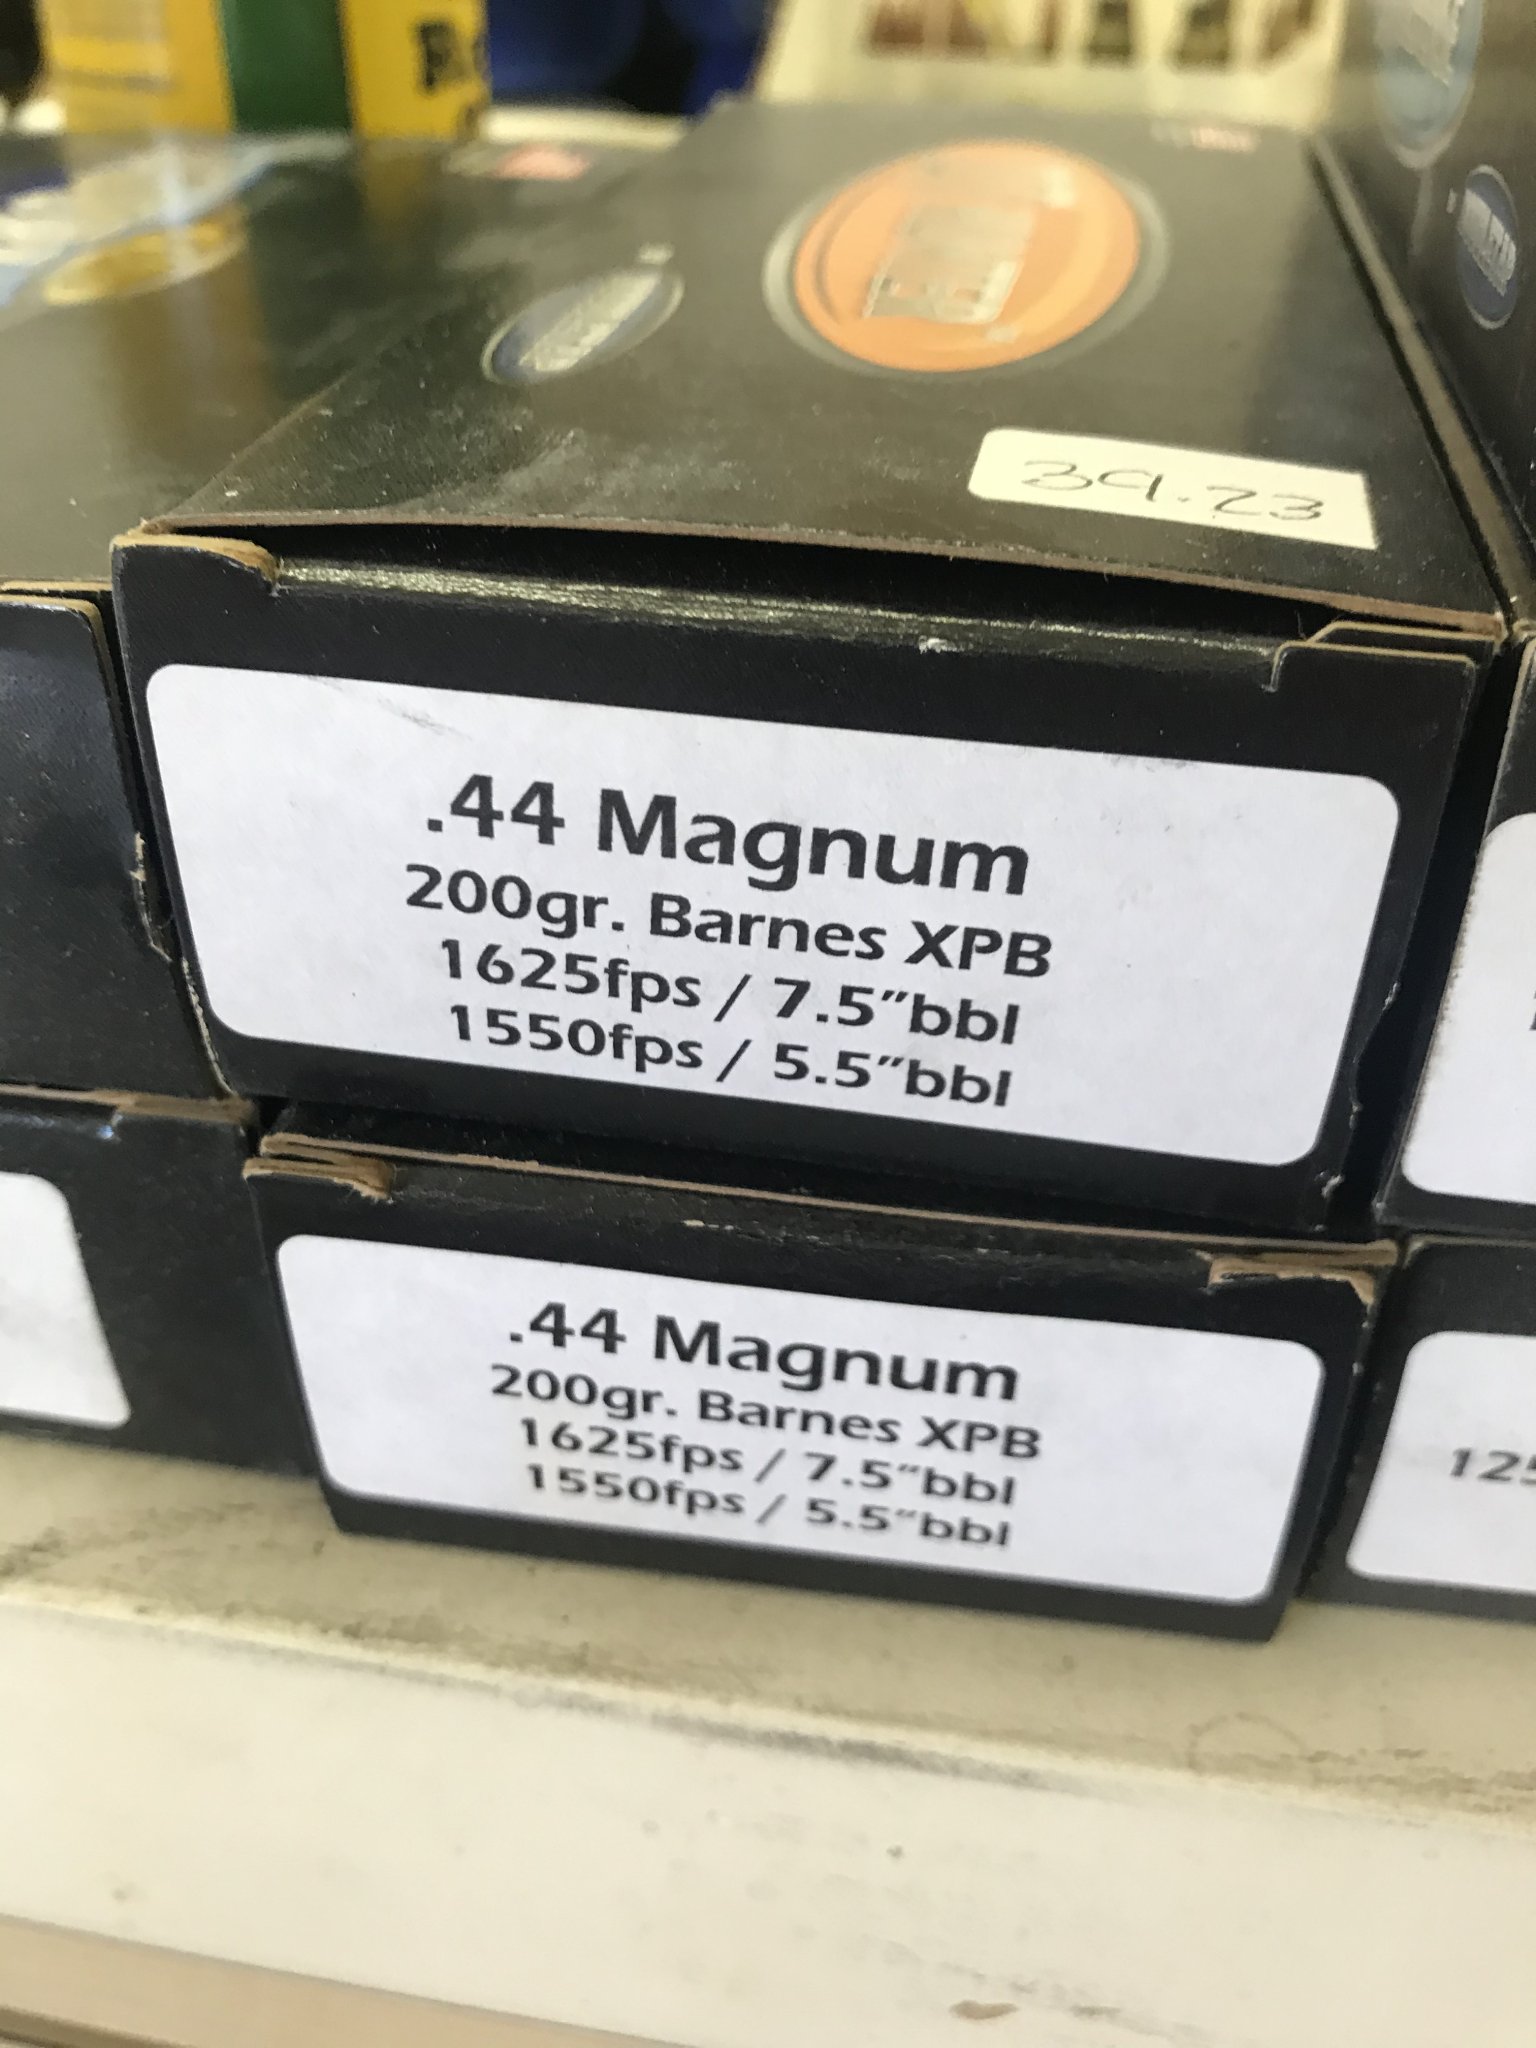 39.23
.44 Magnum
200gr. Barnes XPB
1625fps / 7.5"bbl
1550fps / 5.5"bbl
.44 Magnum
200gr. Barnes XPB
1625fps / 7.5"bbl
1550fps / 5.5"bbl